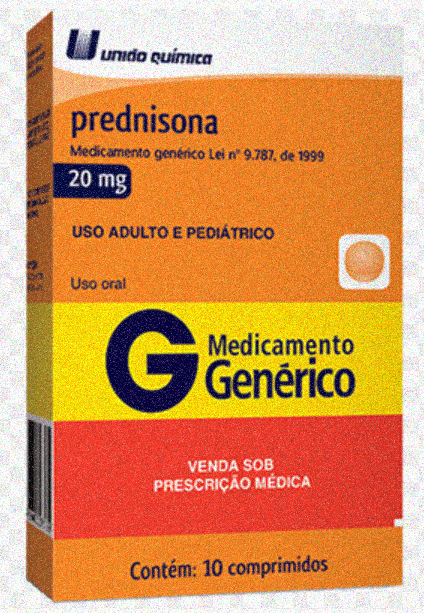 união química
prednisona
Medicamento genérico Lei nº 9.787, de 1999
20 mg
USO ADULTO E PEDIÁTRICO
Uso oral
G Medicamento
Genérico
VENDA SOB
PRESCRIÇÃO MÉDICA
Contém: 10 comprimidos